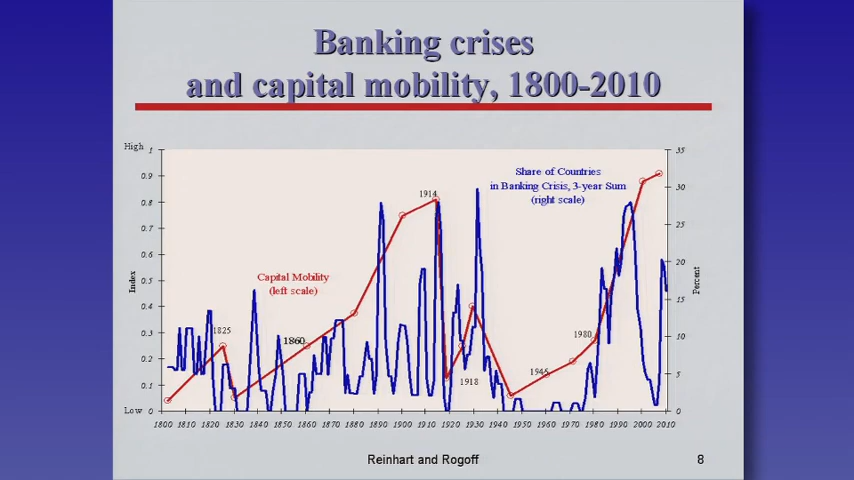 Banking crises
and capital mobility, 1800-2010
High 1 35
0.9
Share of Countries
in Banking Crisis, 3-year Sum
(right scale)
30
1914
0.8
25
0.7
0.6
Capital Mobility
(left scale)
20
Index
0.5
Percent
15
0.4
1825
1860
1980
0.3
10
0.2
1918
1945
5
0.1
Low 0 0
1800 1810 1820 1830 1840 1850 1860 1870 1880 1890 1900 1910 1920 1930 1940 1950 1960 1970 1980 1990 2000 2010
Reinhart and Rogoff 8